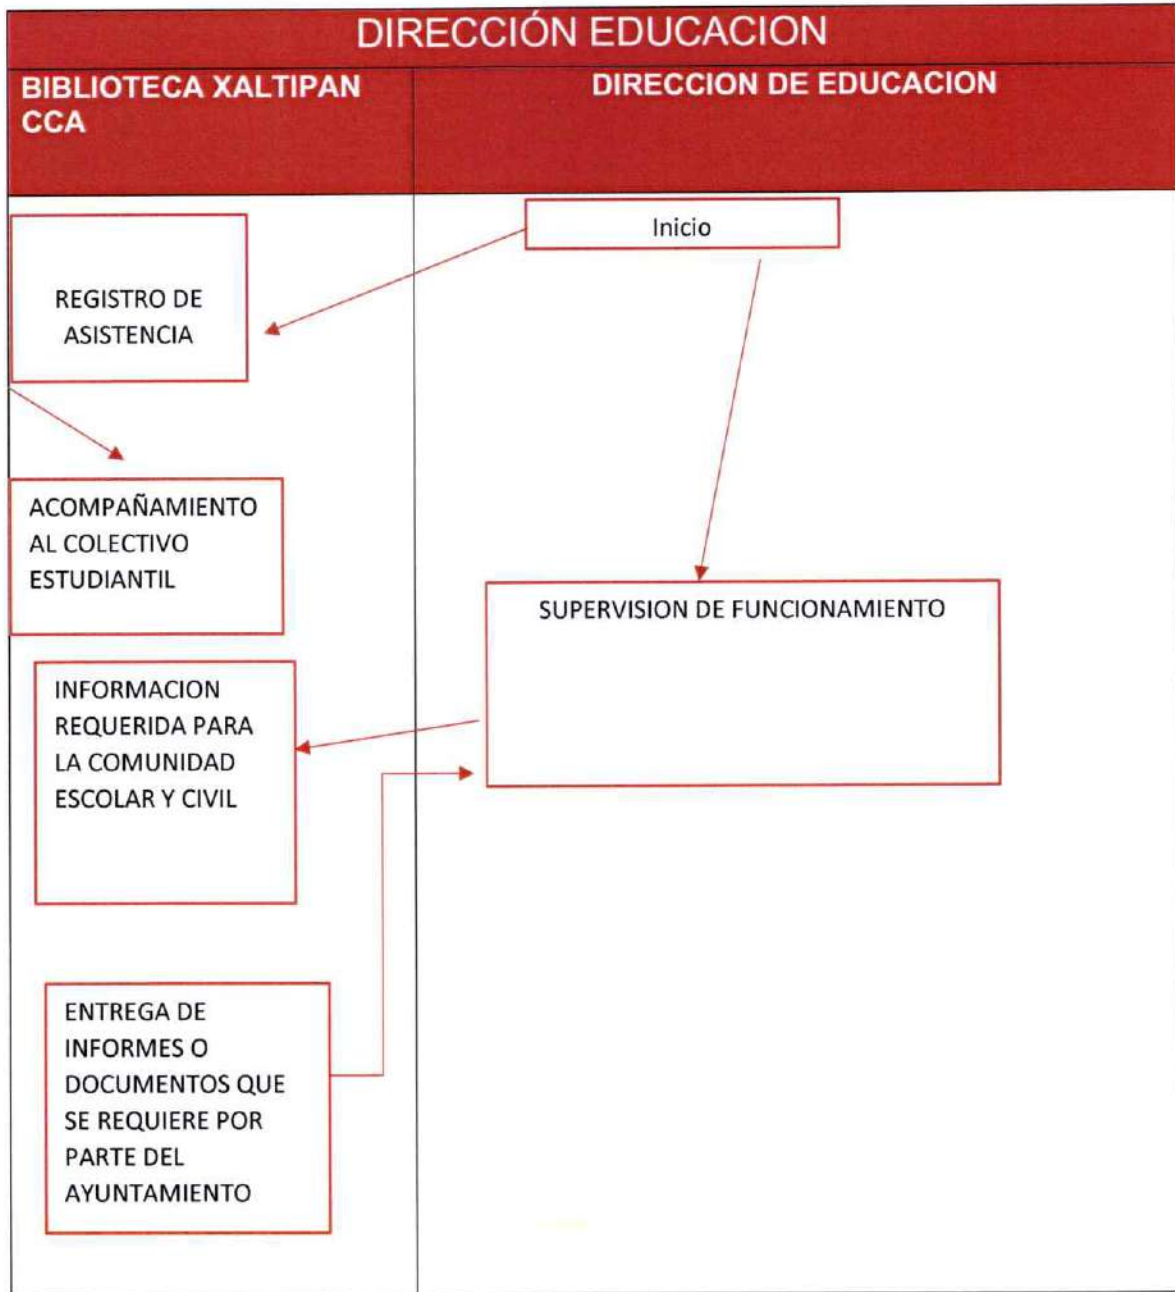 DIRECCIÓN EDUCACION
BIBLIOTECA XALTIPAN
CCA
DIRECCION DE EDUCACION
Inicio
REGISTRO DE
ASISTENCIA
ACOMPAÑAMIENTO
AL COLECTIVO
ESTUDIANTIL
SUPERVISION DE FUNCIONAMIENTO
INFORMACION
REQUERIDA PARA
LA COMUNIDAD
ESCOLAR Y CIVIL
ENTREGA DE
INFORMES O
DOCUMENTOS QUE
SE REQUIERE POR
PARTE DEL
AYUNTAMIENTO